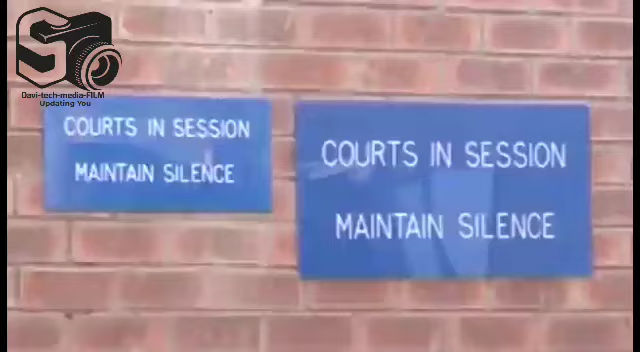 Davi-tech-media-FILM
Updating You
COURTS IN SESSION
MAINTAIN SILENCE
COURTS IN SESSION
MAINTAIN SILENCE